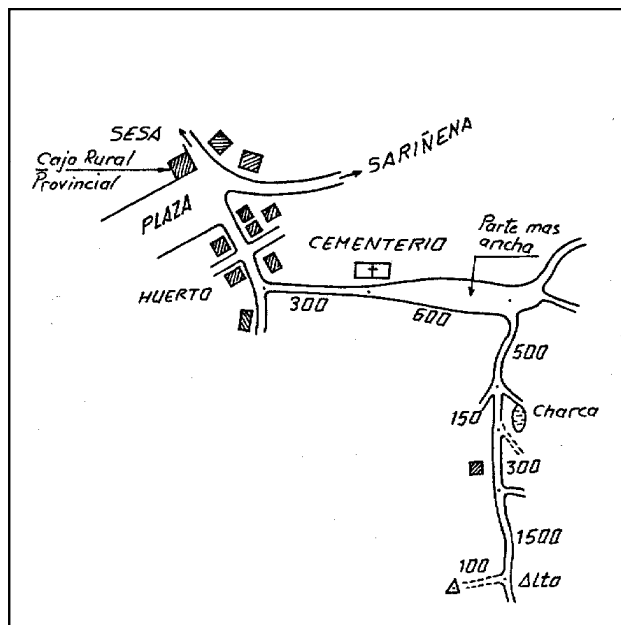 SESA
Caja Rural
Provincial
SARIÑENA
PLAZA
Parte mas
ancha
CEMENTERIO
HUERTO
300
600
500
150
Charca
300
1500
100
Alto